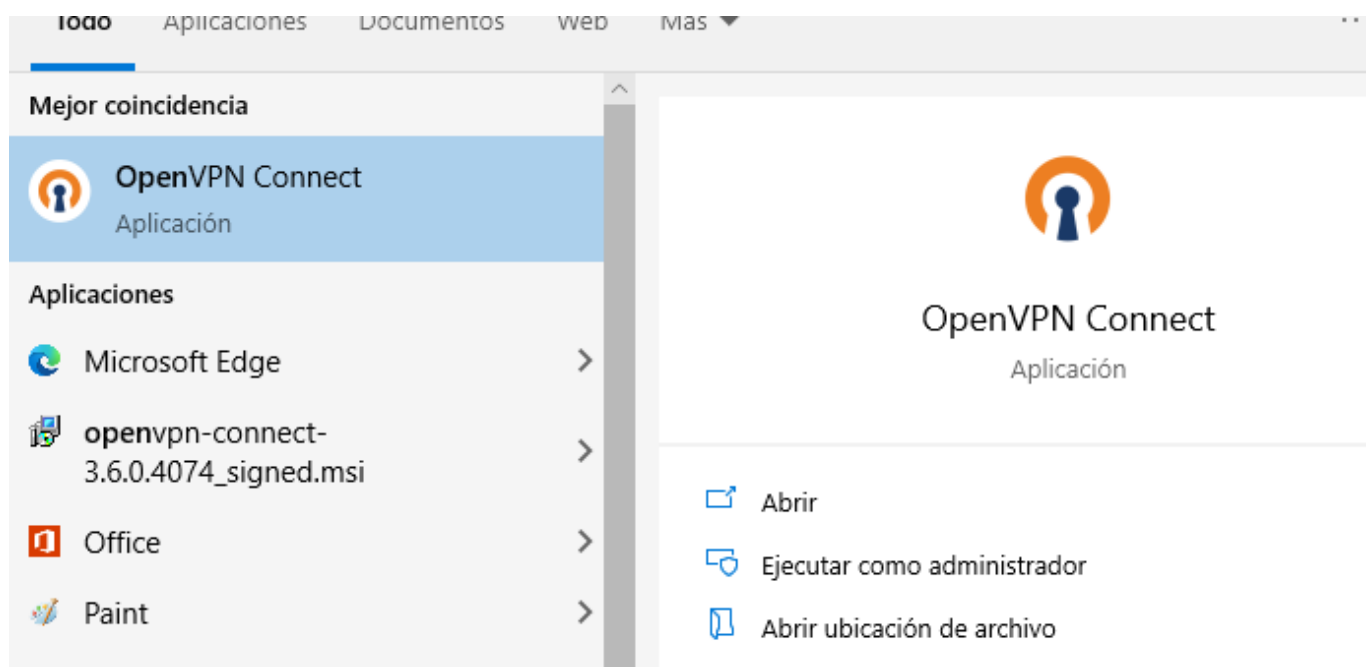 Todo Aplicaciones Documentos Web Más
Mejor coincidencia
OpenVPN Connect
Aplicación
Aplicaciones
Microsoft Edge
openvpn-connect-
3.6.0.4074_signed.msi
Office
Paint
OpenVPN Connect
Aplicación
Abrir
Ejecutar como administrador
Abrir ubicación de archivo